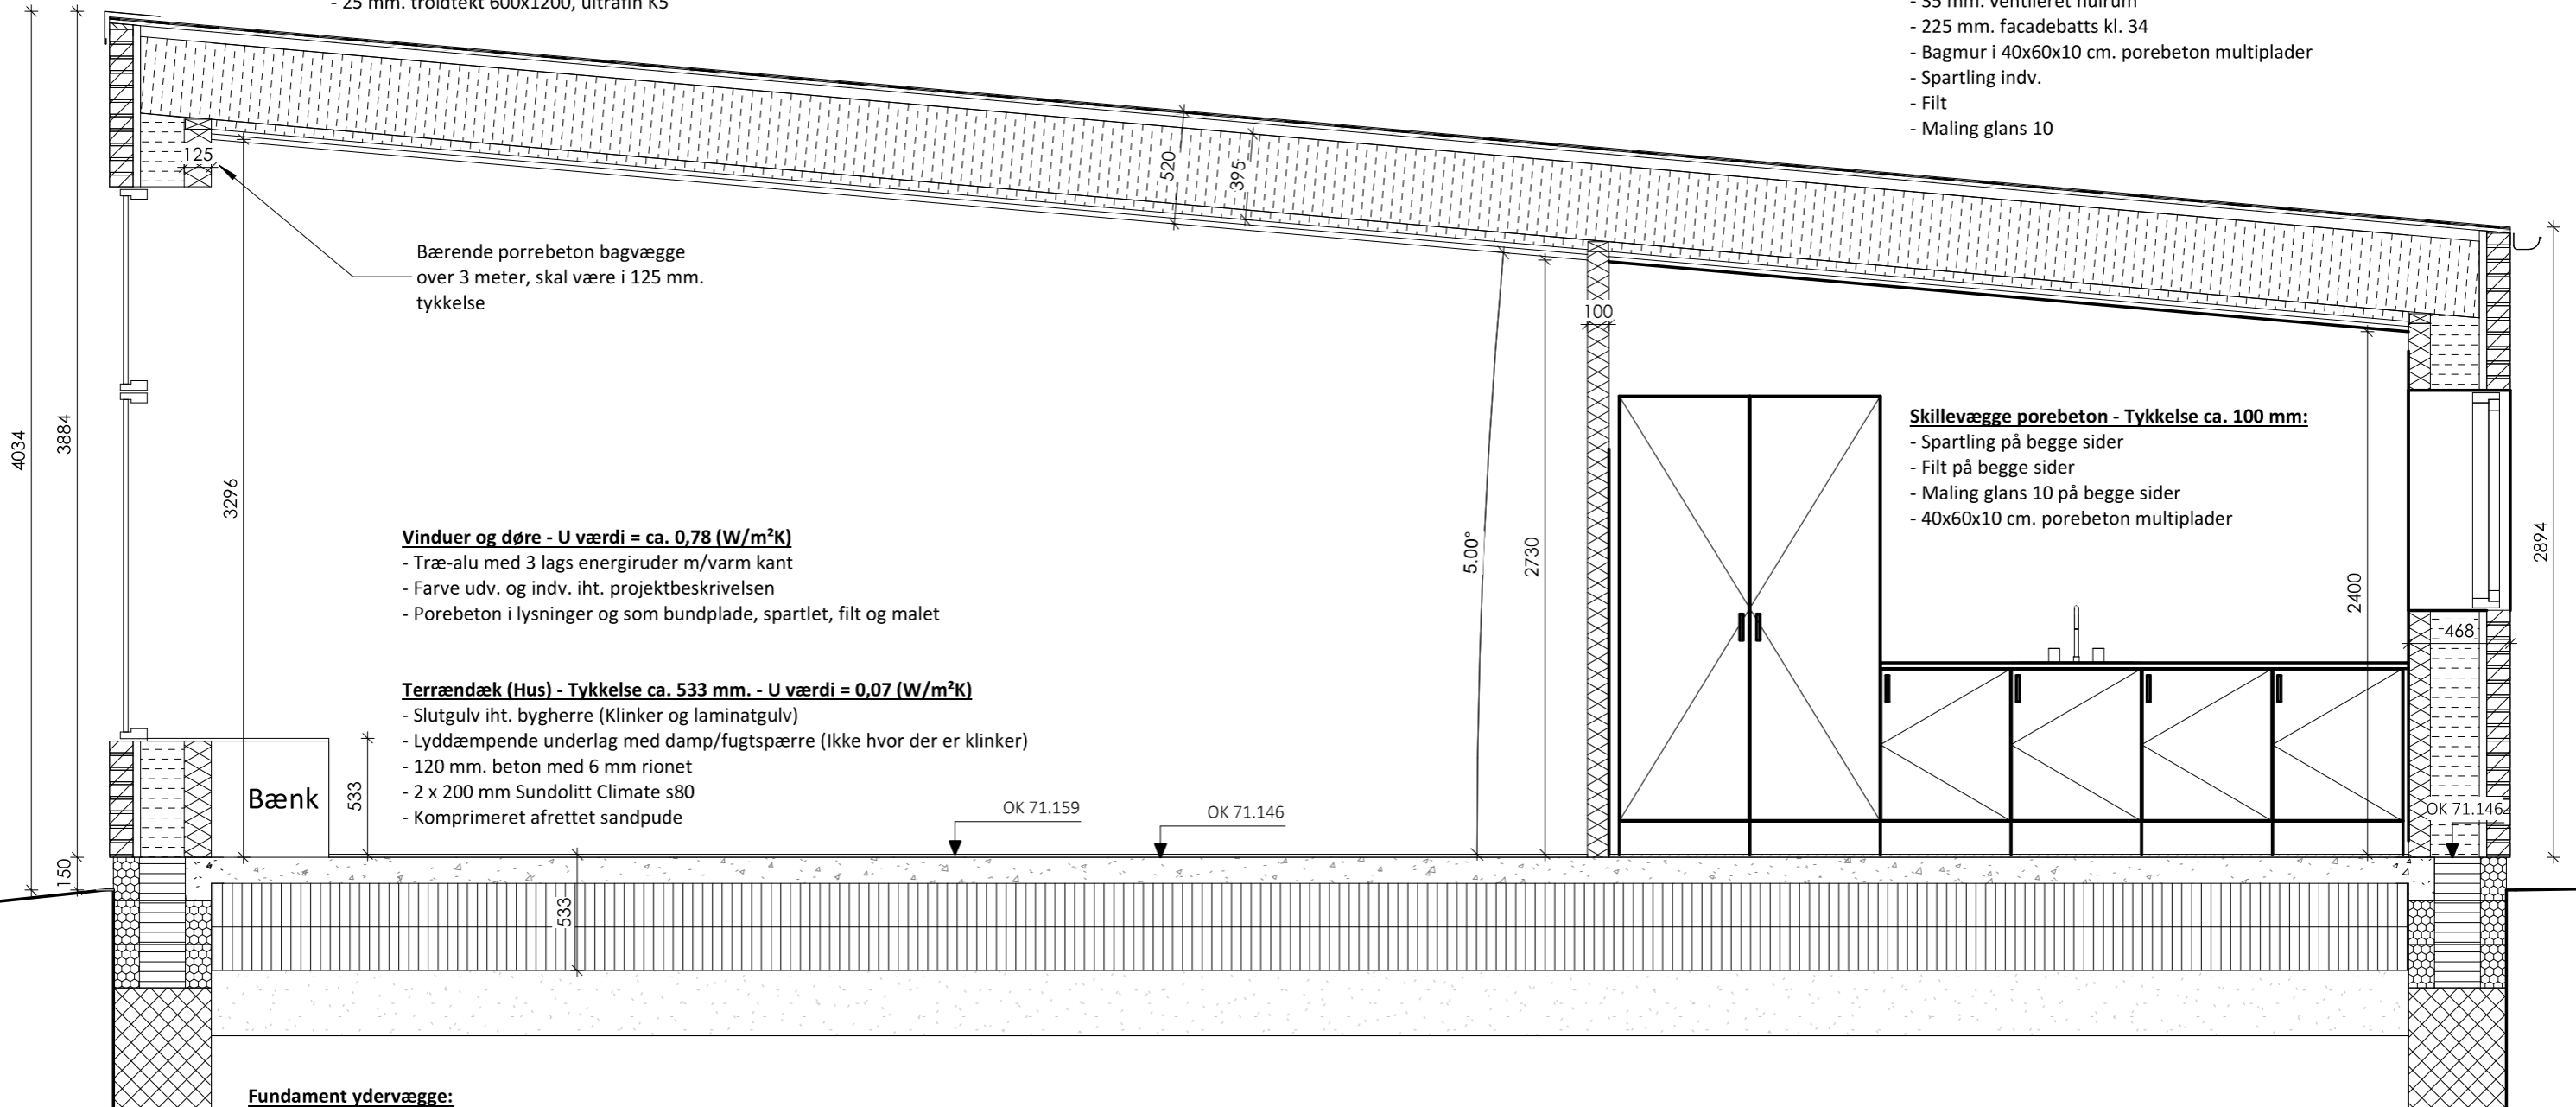 - 25 mm. troldtekt 600x1200, ultrafin K5
- 35 mm. ventileret hulrum
- 225 mm. facadebatts kl. 34
- Bagmur i 40x60x10 cm. porebeton multiplader
- Spartling indv.
- Filt
- Maling glans 10
125
520
395
Bærende porrebeton bagvægge
over 3 meter, skal være i 125 mm.
tykkelse
100
4034
3884
3296
5.00°
2730
2400
2894
Skillevægge porebeton - Tykkelse ca. 100 mm:
- Spartling på begge sider
- Filt på begge sider
- Maling glans 10 på begge sider
- 40x60x10 cm. porebeton multiplader
Vinduer og døre - U værdi = ca. 0,78 (W/m²K)
- Træ-alu med 3 lags energiruder m/varm kant
- Farve udv. og indv. iht. projektbeskrivelsen
- Porebeton i lysninger og som bundplade, spartlet, filt og malet
468
Terrændæk (Hus) - Tykkelse ca. 533 mm. - U værdi = 0,07 (W/m²K)
- Slutgulv iht. bygherre (Klinker og laminatgulv)
- Lyddæmpende underlag med damp/fugtspærre (Ikke hvor der er klinker)
- 120 mm. beton med 6 mm rionet
- 2 x 200 mm Sundolitt Climate s80
- Komprimeret afrettet sandpude
Bænk
533
OK 71.159
OK 71.146
OK 71.146
150
533
Fundament ydervægge: